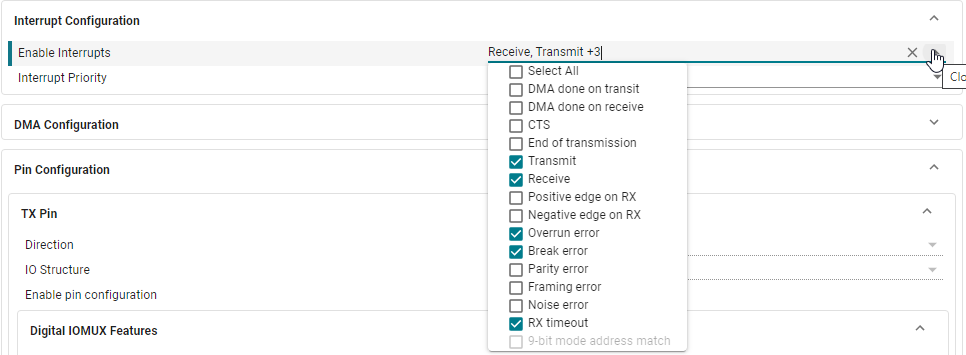 Interrupt Configuration
Enable Interrupts
Receive, Transmit +3
Interrupt Priority
Select All
DMA done on transit
DMA done on receive
CTS
End of transmission
Transmit
Receive
Positive edge on RX
Negative edge on RX
Overrun error
Break error
Parity error
Framing error
Noise error
RX timeout
9-bit mode address match
Clo
DMA Configuration
Pin Configuration
TX Pin
Direction
IO Structure
Enable pin configuration
Digital IOMUX Features